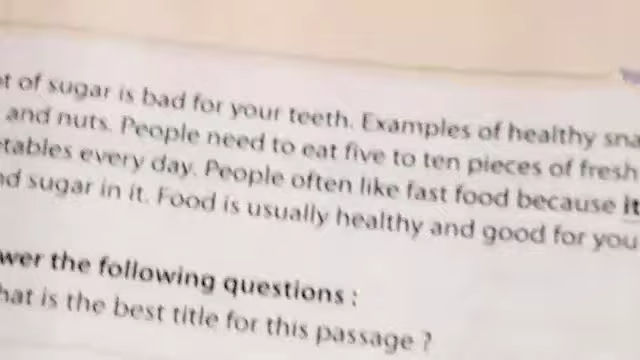 t of sugar is bad for your teeth. Examples of healthy sna
and nuts. People need to eat five to ten pieces of fresh
tables every day. People often like fast food because it
d sugar in it. Food is usually healthy and good for you
wer the following questions :
hat is the best title for this passage ?